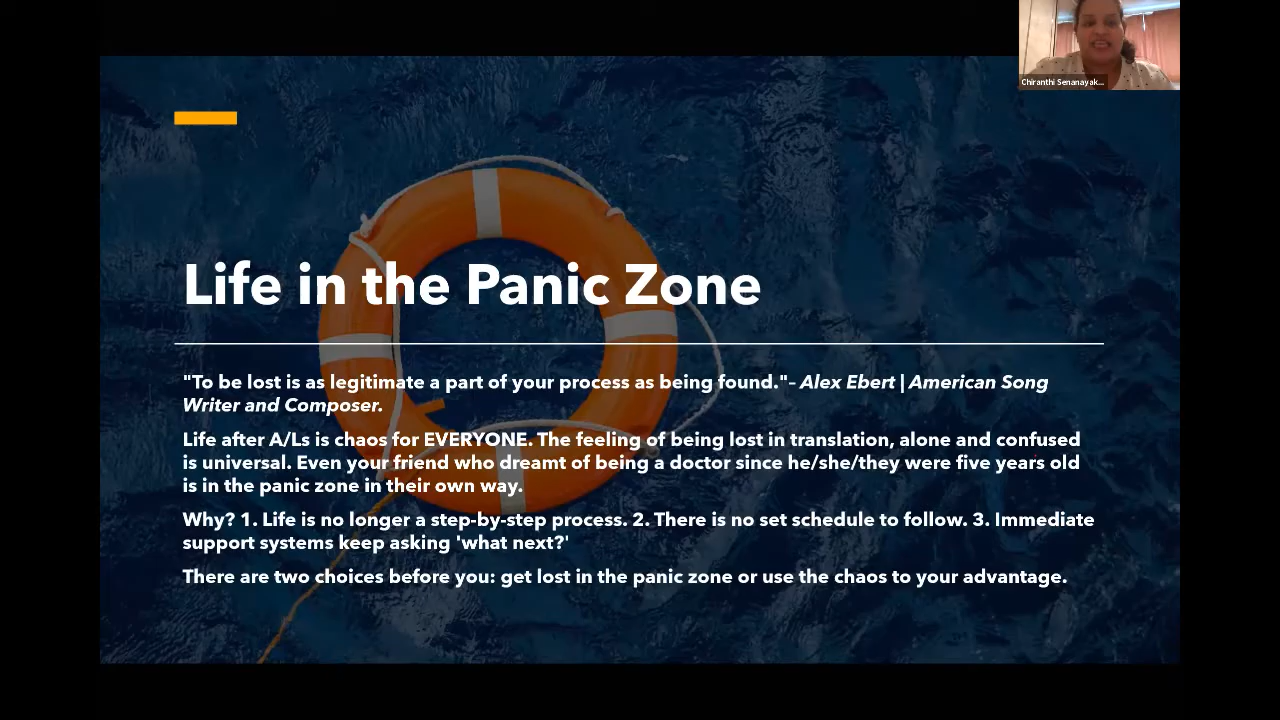 Chiranthi Senanayak...
Life in the Panic Zone
"To be lost is as legitimate a part of your process as being found."– Alex Ebert | American Song
Writer and Composer.
Life after A/Ls is chaos for EVERYONE. The feeling of being lost in translation, alone and confused
is universal. Even your friend who dreamt of being a doctor since he/she/they were five years old
is in the panic zone in their own way.
Why? 1. Life is no longer a step-by-step process. 2. There is no set schedule to follow. 3. Immediate
support systems keep asking 'what next?'
There are two choices before you: get lost in the panic zone or use the chaos to your advantage.